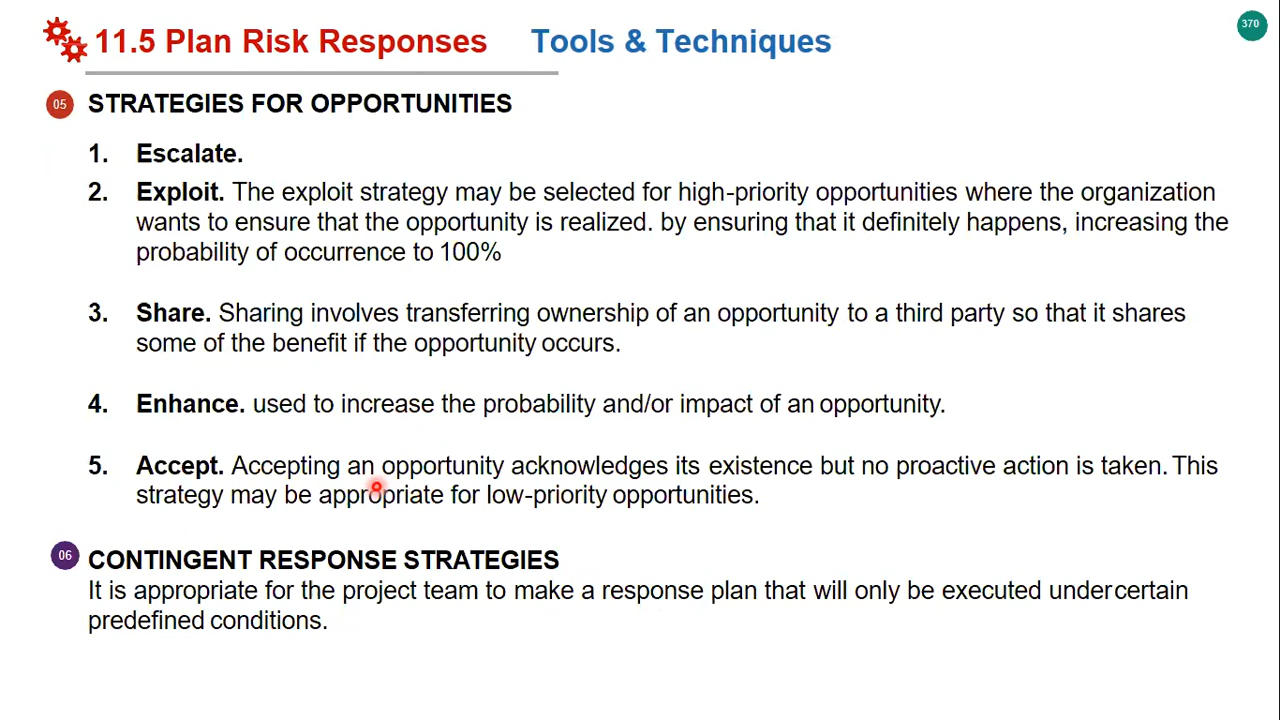 370
11.5 Plan Risk Responses Tools & Techniques
05 STRATEGIES FOR OPPORTUNITIES
1. Escalate.
2. Exploit. The exploit strategy may be selected for high-priority opportunities where the organization
wants to ensure that the opportunity is realized. by ensuring that it definitely happens, increasing the
probability of occurrence to 100%
3. Share. Sharing involves transferring ownership of an opportunity to a third party so that it shares
some of the benefit if the opportunity occurs.
4. Enhance. used to increase the probability and/or impact of an opportunity.
5. Accept. Accepting an opportunity acknowledges its existence but no proactive action is taken. This
strategy may be appropriate for low-priority opportunities.
06 CONTINGENT RESPONSE STRATEGIES
It is appropriate for the project team to make a response plan that will only be executed undercertain
predefined conditions.